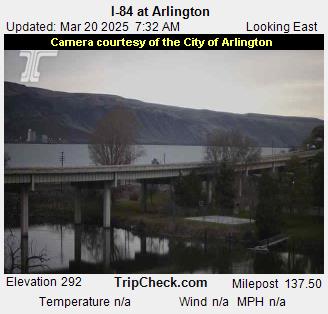 I-84 at Arlington
Updated: Mar 20 2025 7:32 AM Looking East
Camera courtesy of the City of Arlington
Elevation 292 TripCheck.com Milepost 137.50
Temperature n/a Wind n/a MPH n/a